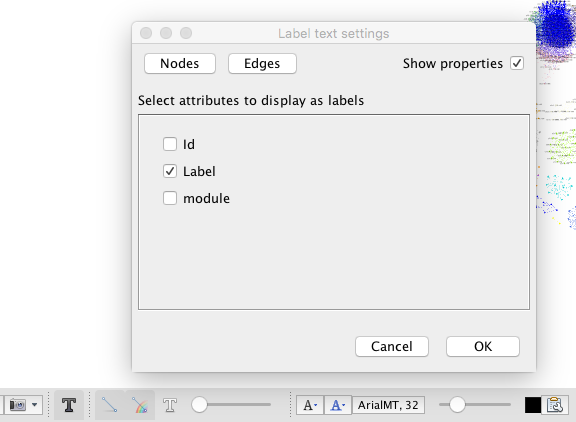 Label text settings
Nodes Edges Show properties
Select attributes to display as labels
Id
Label
module
Cancel OK
T T A A ArialMT, 32